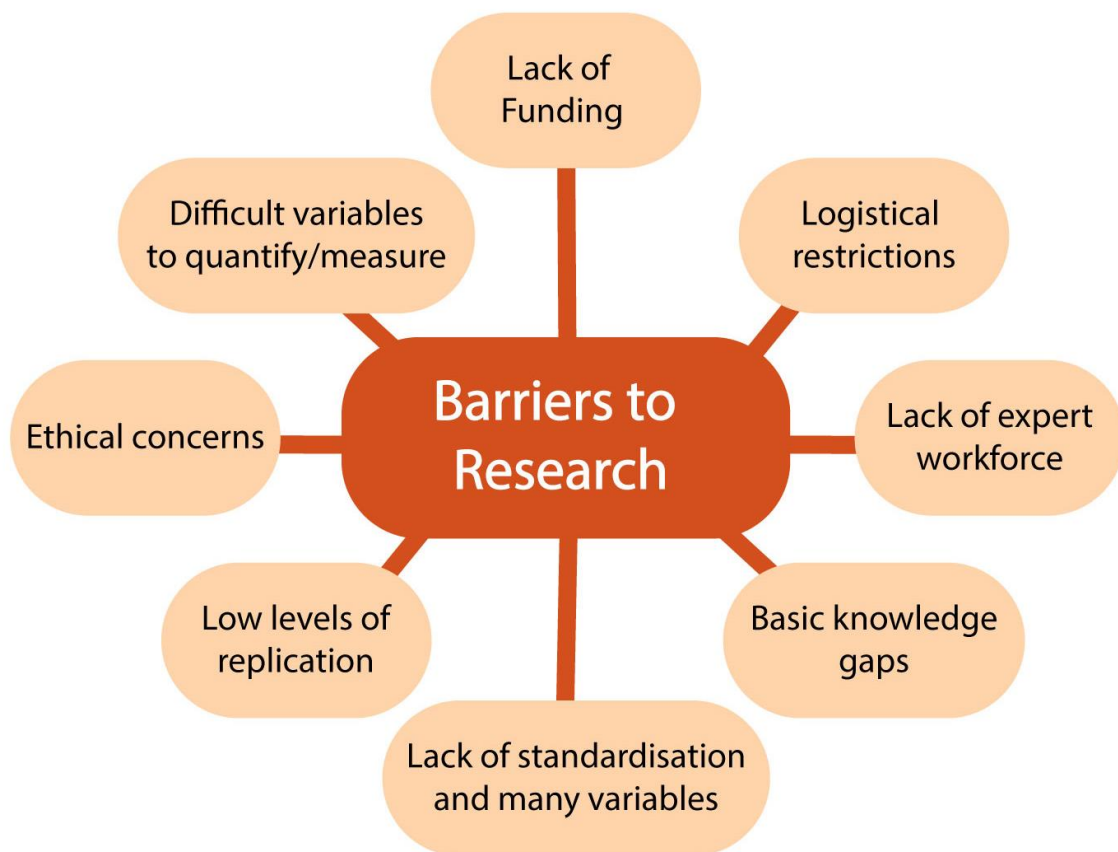 Lack of
Funding
Difficult variables
to quantify/measure
Logistical
restrictions
Barriers to
Research
Ethical concerns
Lack of expert
workforce
Low levels of
replication
Basic knowledge
gaps
Lack of standardisation
and many variables